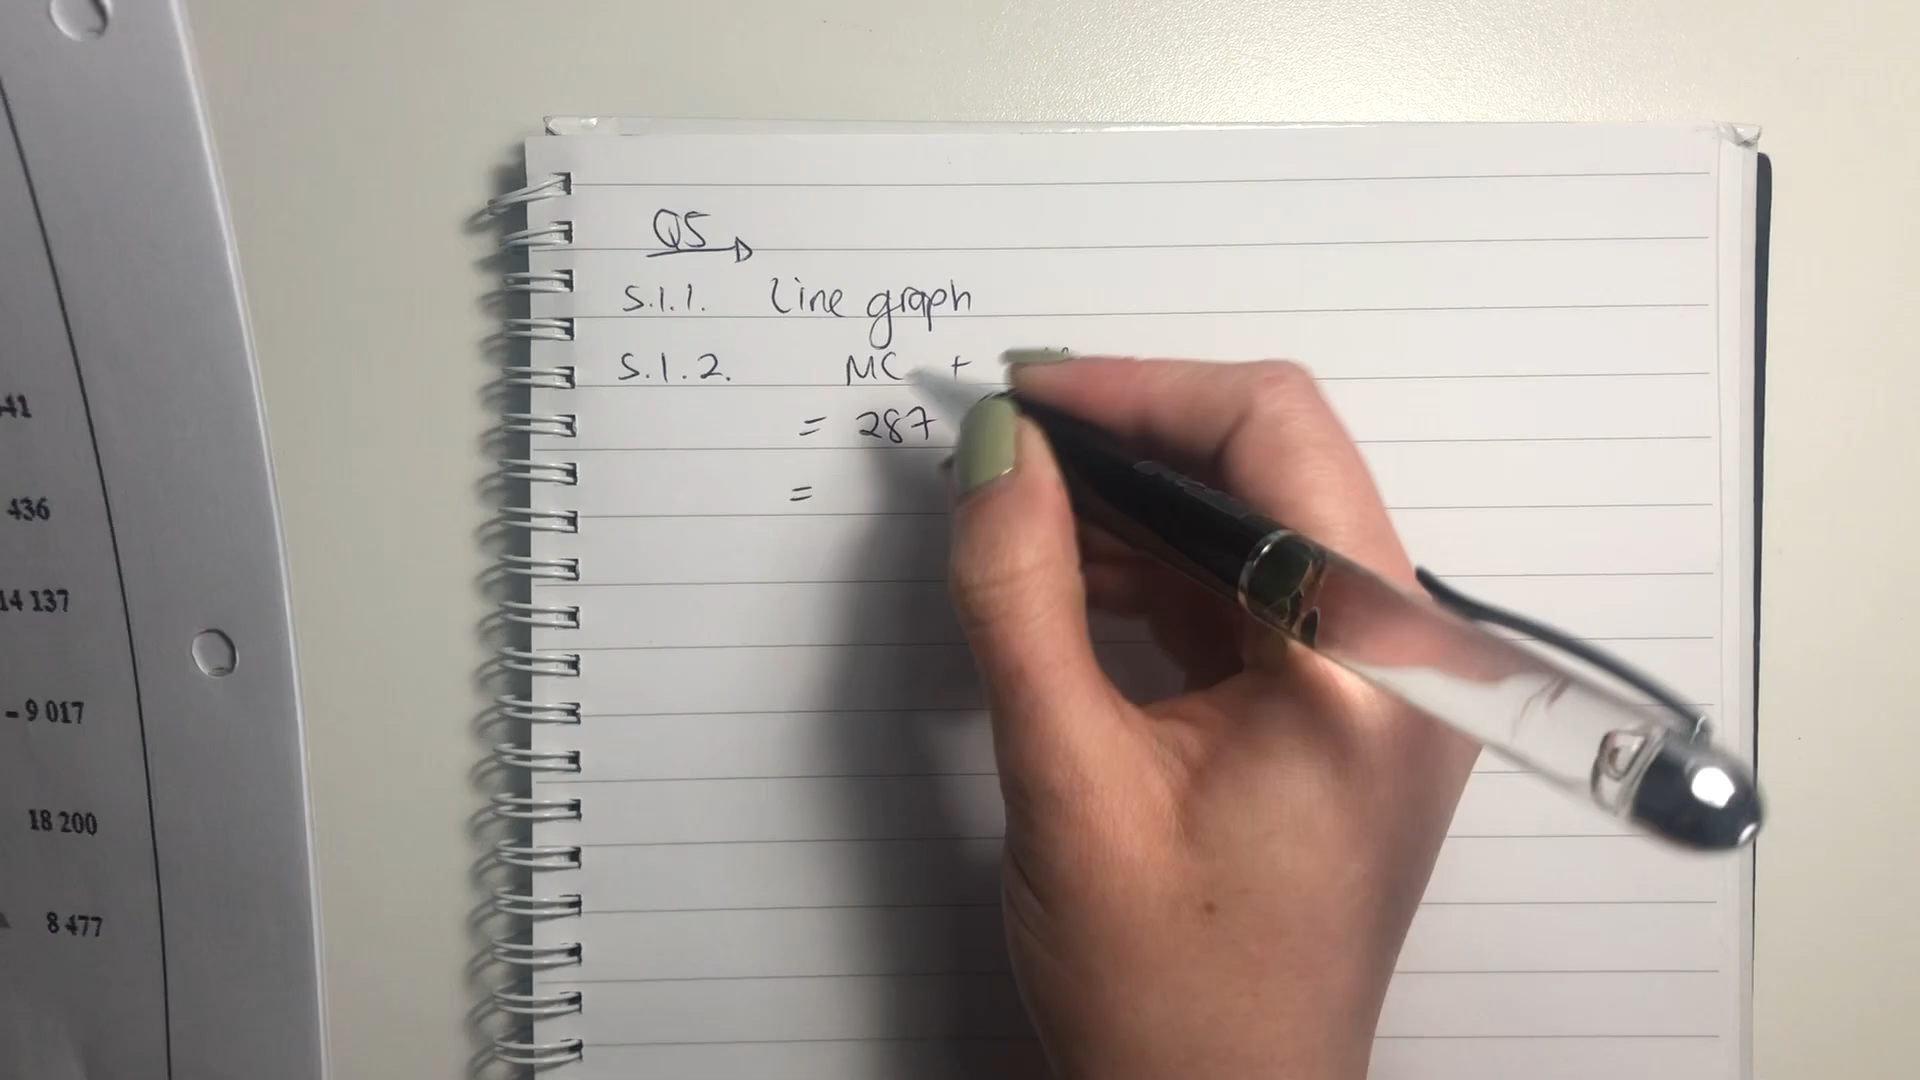 Q5
5.1.1. Line graph
5.1.2. MC +
= 287
=
41
436
14 137
- 9 017
18 200
8 477